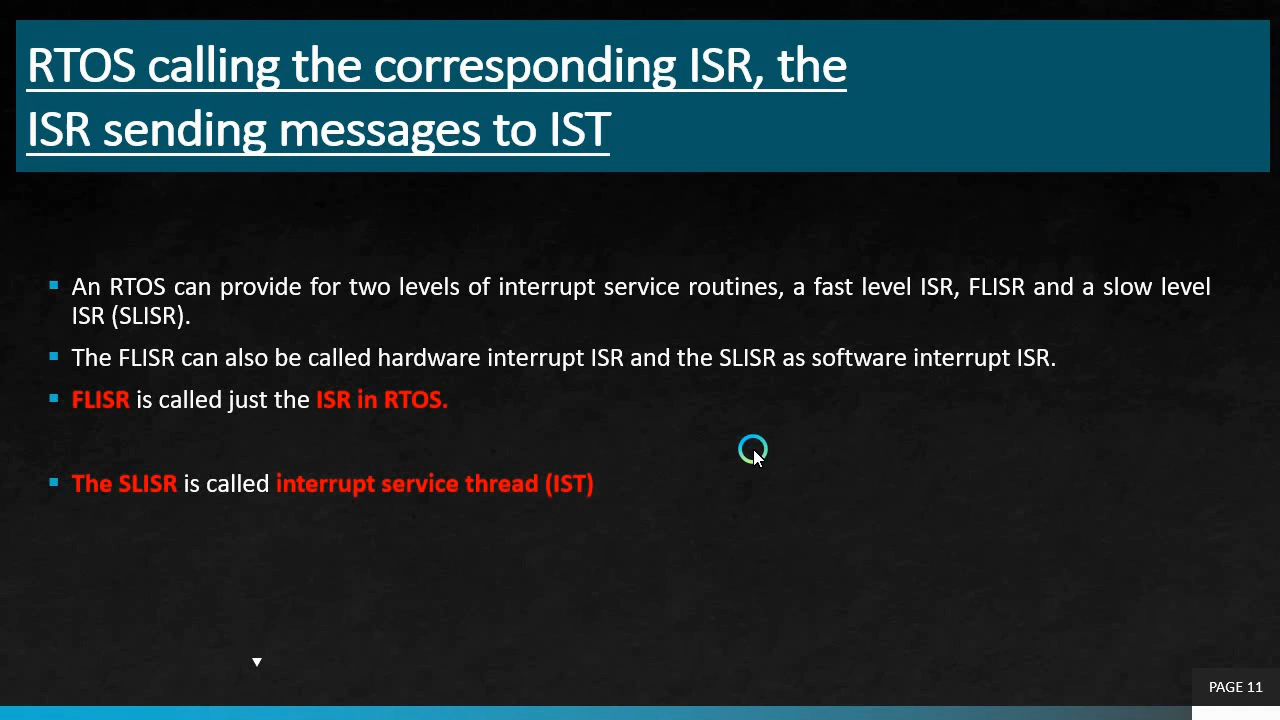 RTOS calling the corresponding ISR, the
ISR sending messages to IST
An RTOS can provide for two levels of interrupt service routines, a fast level ISR, FLISR and a slow level
ISR (SLISR).
The FLISR can also be called hardware interrupt ISR and the SLISR as software interrupt ISR.
FLISR is called just the ISR in RTOS.
The SLISR is called interrupt service thread (IST)
PAGE 11